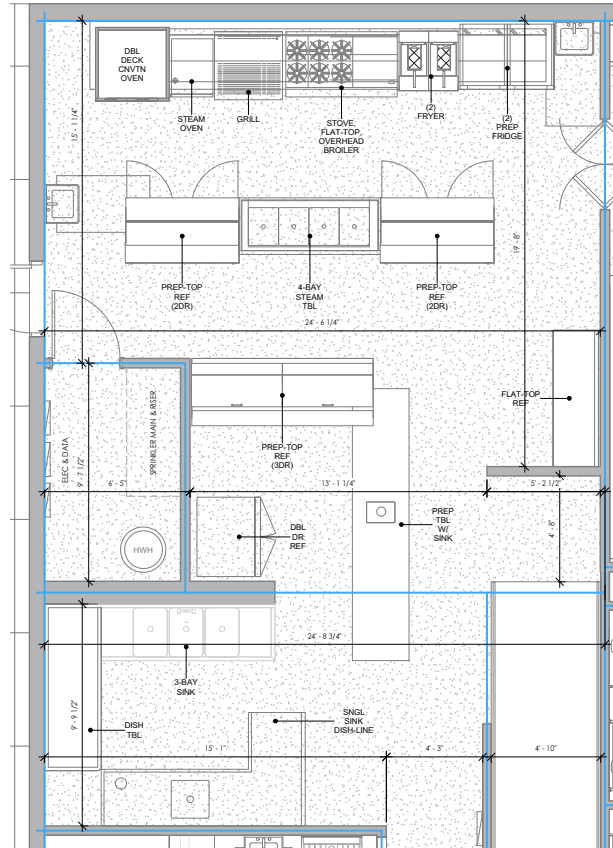 DBL
DECK
CNVTN
OVEN
STEAM
OVEN
GRILL
STOVE,
FLAT-TOP,
OVERHEAD
BROILER
(2)
FRYER
(2)
PREP
FRIDGE
15' - 11 1/4"
19' - 8"
PREP-TOP
REF
(2DR)
4-BAY
STEAM
TBL
PREP-TOP
REF
(2DR)
24' - 6 1/4"
FLAT-TOP
REF
ELEC & DATA
9' - 7 1/2"
SPRINKLER MAIN & RISER
PREP-TOP
REF
(3DR)
6' - 5"
13' - 1 1/4"
5' - 2 1/2"
4' - 8"
HWH
DBL
DR
REF
PREP
TBL
W/
SINK
24' - 8 3/4"
3-BAY
SINK
9' - 9 1/2"
DISH
TBL
SNGL
SINK
DISH-LINE
15' - 1"
4' - 3"
4' - 10"